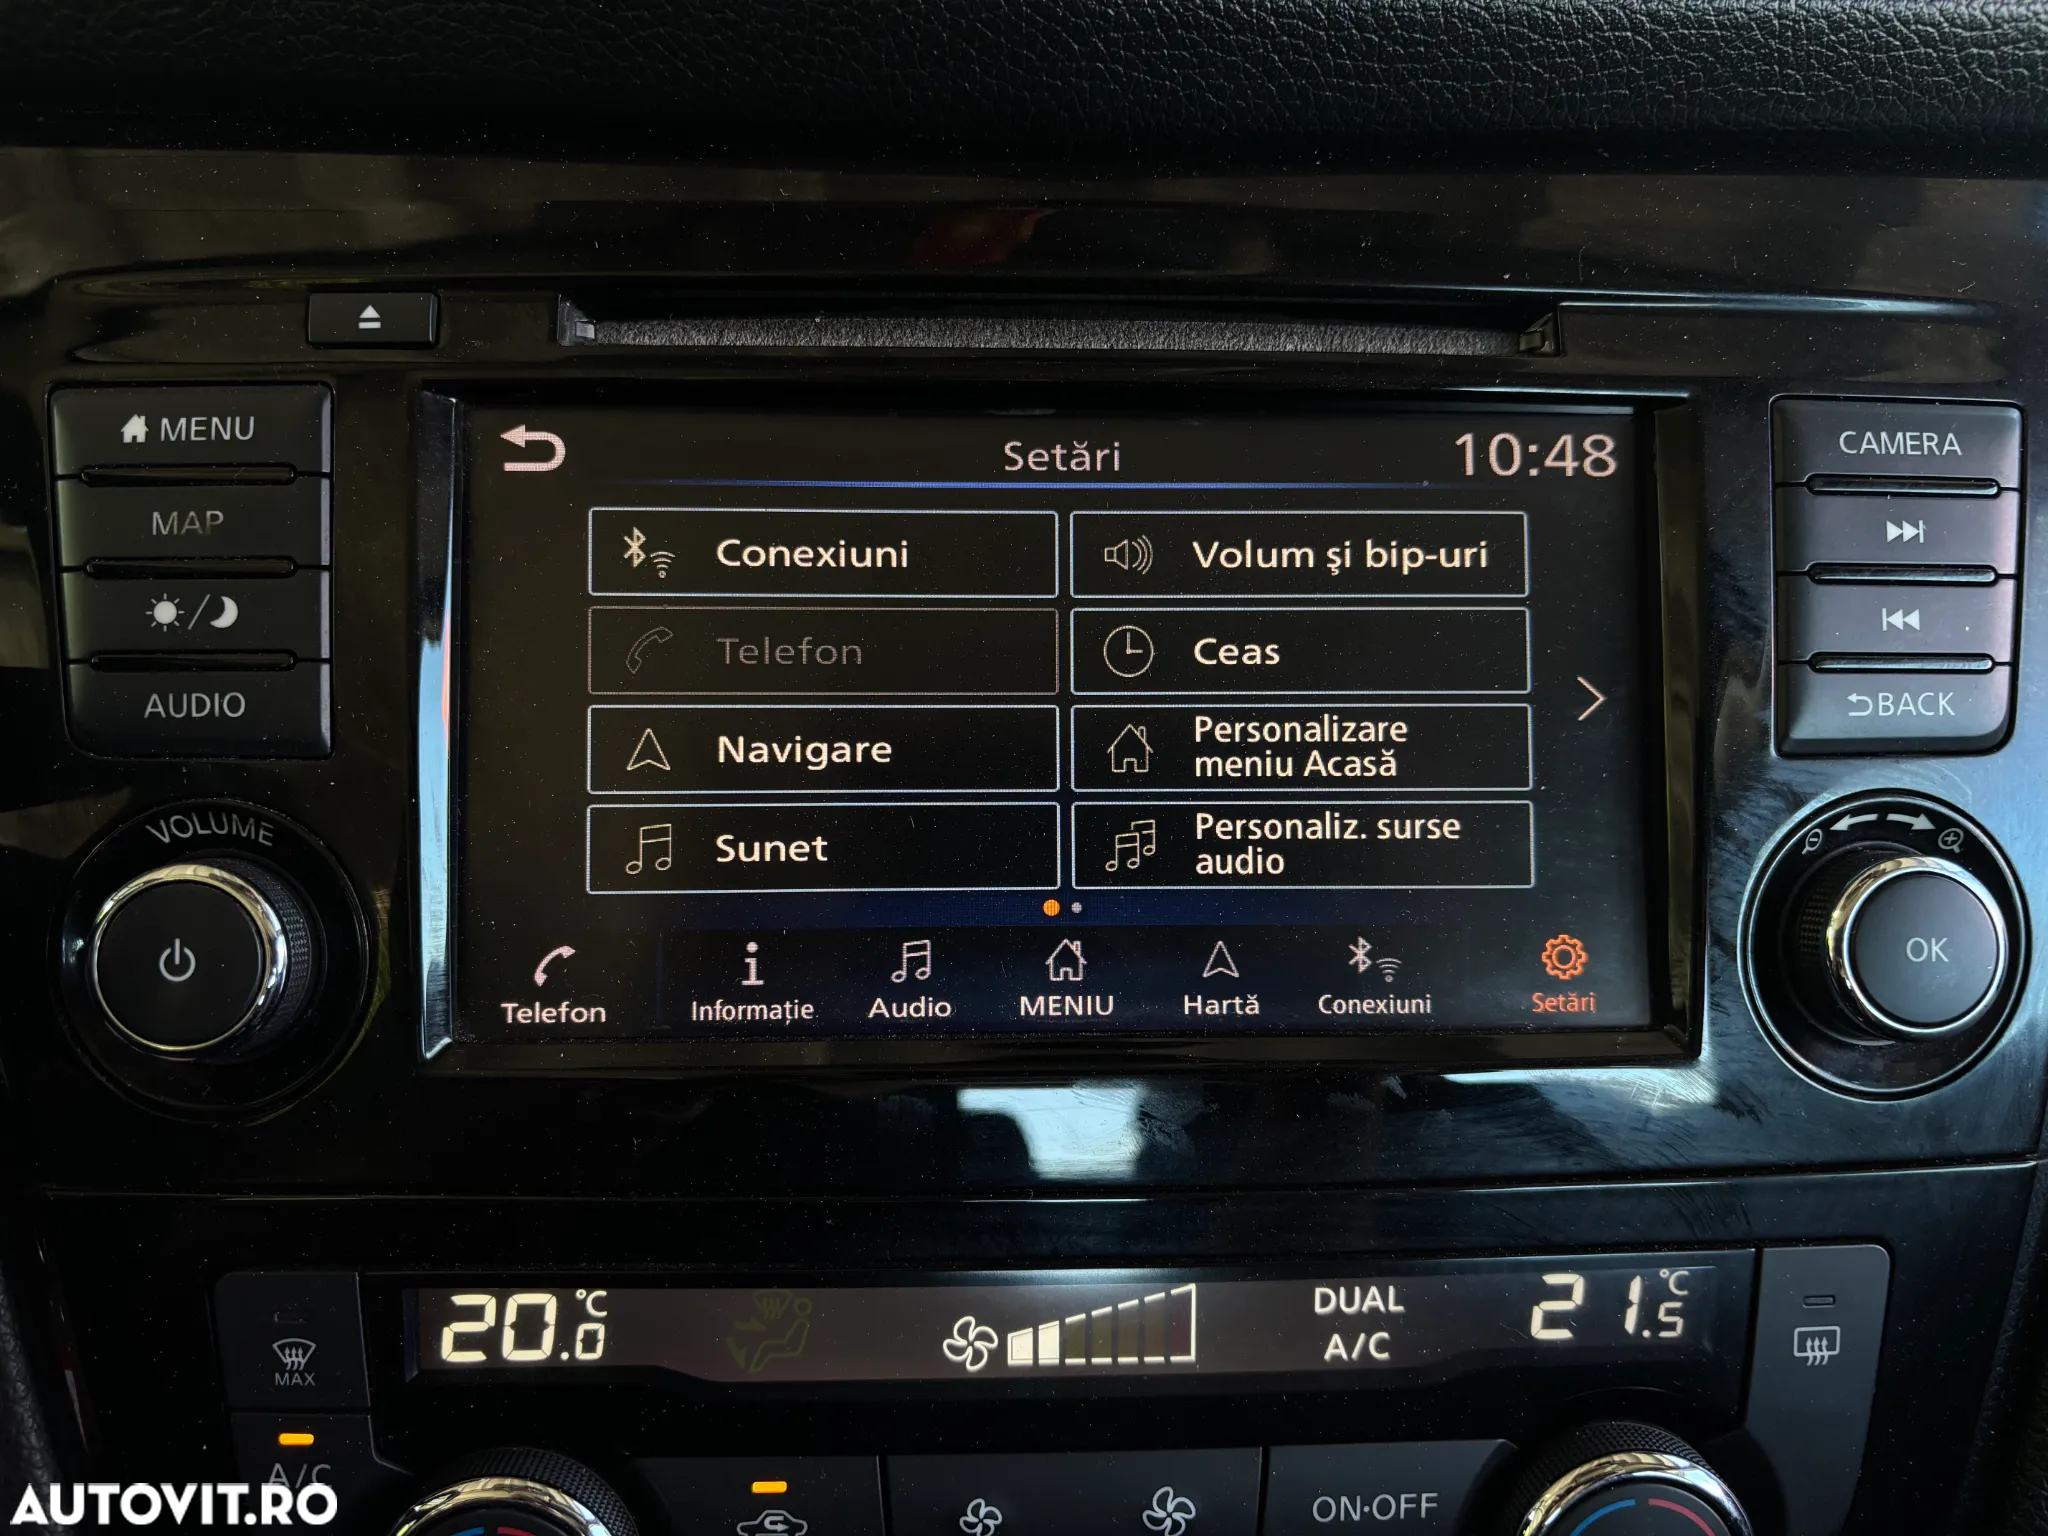 MENU
MAP
AUDIO
VOLUME
Setări
10:48
Conexiuni
Volum și bip-uri
Telefon
Ceas
Navigare
Personalizare
meniu Acasă
Sunet
Personaliz. surse
audio
Telefon
Informație
Audio
MENIU
Hartă
Conexiuni
Setări
CAMERA
BACK
OK
20.0 °C
DUAL
A/C
21.5 °C
MAX
A/C
ON·OFF
AUTOVIT.RO